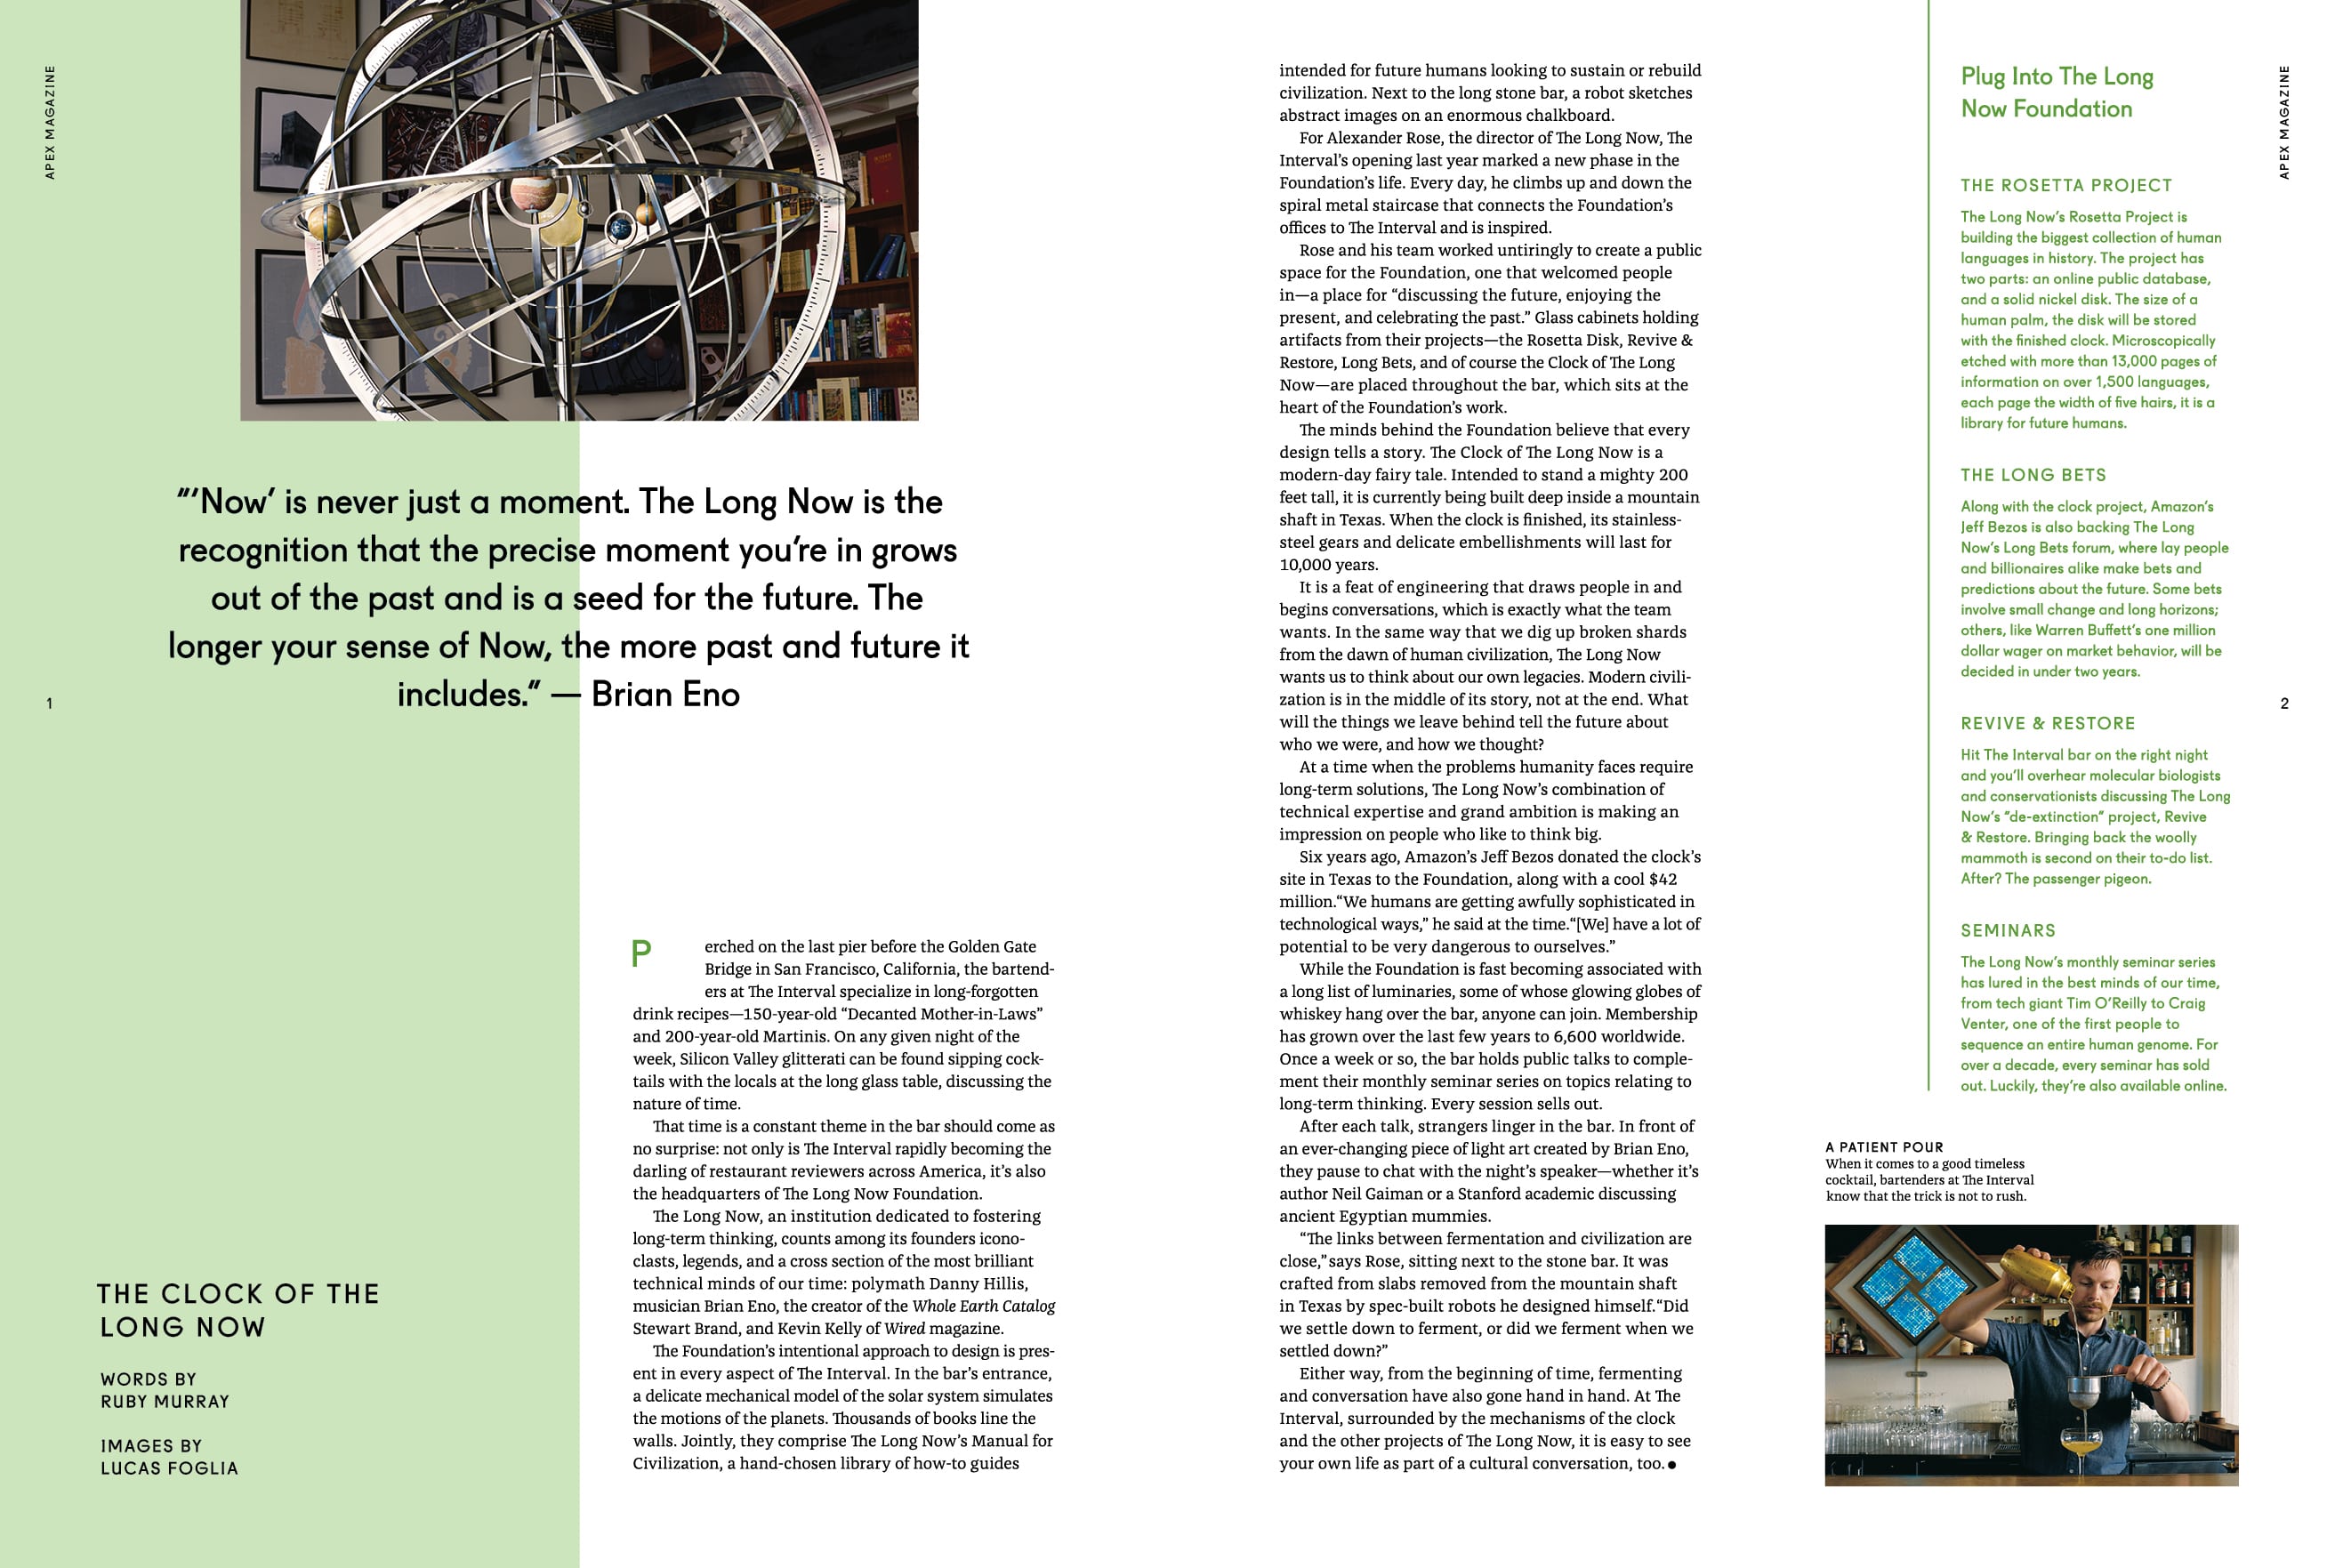 APEX MAGAZINE
"'Now' is never just a moment. The Long Now is the
recognition that the precise moment you're in grows
out of the past and is a seed for the future. The
longer your sense of Now, the more past and future it
includes." — Brian Eno
1
THE CLOCK OF THE
LONG NOW
WORDS BY
RUBY MURRAY
IMAGES BY
LUCAS FOGLIA
Perched on the last pier before the Golden Gate
Bridge in San Francisco, California, the bartend-
ers at The Interval specialize in long-forgotten
drink recipes—150-year-old “Decanted Mother-in-Laws”
and 200-year-old Martinis. On any given night of the
week, Silicon Valley glitterati can be found sipping cock-
tails with the locals at the long glass table, discussing the
nature of time.
That time is a constant theme in the bar should come as
no surprise: not only is The Interval rapidly becoming the
darling of restaurant reviewers across America, it’s also
the headquarters of The Long Now Foundation.
The Long Now, an institution dedicated to fostering
long-term thinking, counts among its founders icono-
clasts, legends, and a cross section of the most brilliant
technical minds of our time: polymath Danny Hillis,
musician Brian Eno, the creator of the Whole Earth Catalog
Stewart Brand, and Kevin Kelly of Wired magazine.
The Foundation’s intentional approach to design is pres-
ent in every aspect of The Interval. In the bar’s entrance,
a delicate mechanical model of the solar system simulates
the motions of the planets. Thousands of books line the
walls. Jointly, they comprise The Long Now’s Manual for
Civilization, a hand-chosen library of how-to guides
intended for future humans looking to sustain or rebuild
civilization. Next to the long stone bar, a robot sketches
abstract images on an enormous chalkboard.
For Alexander Rose, the director of The Long Now, The
Interval’s opening last year marked a new phase in the
Foundation’s life. Every day, he climbs up and down the
spiral metal staircase that connects the Foundation’s
offices to The Interval and is inspired.
Rose and his team worked untiringly to create a public
space for the Foundation, one that welcomed people
in—a place for “discussing the future, enjoying the
present, and celebrating the past.” Glass cabinets holding
artifacts from their projects—the Rosetta Disk, Revive &
Restore, Long Bets, and of course the Clock of The Long
Now—are placed throughout the bar, which sits at the
heart of the Foundation’s work.
The minds behind the Foundation believe that every
design tells a story. The Clock of The Long Now is a
modern-day fairy tale. Intended to stand a mighty 200
feet tall, it is currently being built deep inside a mountain
shaft in Texas. When the clock is finished, its stainless-
steel gears and delicate embellishments will last for
10,000 years.
It is a feat of engineering that draws people in and
begins conversations, which is exactly what the team
wants. In the same way that we dig up broken shards
from the dawn of human civilization, The Long Now
wants us to think about our own legacies. Modern civili-
zation is in the middle of its story, not at the end. What
will the things we leave behind tell the future about
who we were, and how we thought?
At a time when the problems humanity faces require
long-term solutions, The Long Now’s combination of
technical expertise and grand ambition is making an
impression on people who like to think big.
Six years ago, Amazon’s Jeff Bezos donated the clock’s
site in Texas to the Foundation, along with a cool $42
million.“We humans are getting awfully sophisticated in
technological ways,” he said at the time.“[We] have a lot of
potential to be very dangerous to ourselves.”
While the Foundation is fast becoming associated with
a long list of luminaries, some of whose glowing globes of
whiskey hang over the bar, anyone can join. Membership
has grown over the last few years to 6,600 worldwide.
Once a week or so, the bar holds public talks to comple-
ment their monthly seminar series on topics relating to
long-term thinking. Every session sells out.
After each talk, strangers linger in the bar. In front of
an ever-changing piece of light art created by Brian Eno,
they pause to chat with the night’s speaker—whether it’s
author Neil Gaiman or a Stanford academic discussing
ancient Egyptian mummies.
“The links between fermentation and civilization are
close,”says Rose, sitting next to the stone bar. It was
crafted from slabs removed from the mountain shaft
in Texas by spec-built robots he designed himself.“Did
we settle down to ferment, or did we ferment when we
settled down?”
Either way, from the beginning of time, fermenting
and conversation have also gone hand in hand. At The
Interval, surrounded by the mechanisms of the clock
and the other projects of The Long Now, it is easy to see
your own life as part of a cultural conversation, too.●
Plug Into The Long
Now Foundation
THE ROSETTA PROJECT
The Long Now's Rosetta Project is
building the biggest collection of human
languages in history. The project has
two parts: an online public database,
and a solid nickel disk. The size of a
human palm, the disk will be stored
with the finished clock. Microscopically
etched with more than 13,000 pages of
information on over 1,500 languages,
each page the width of five hairs, it is a
library for future humans.
THE LONG BETS
Along with the clock project, Amazon's
Jeff Bezos is also backing The Long
Now's Long Bets forum, where lay people
and billionaires alike make bets and
predictions about the future. Some bets
involve small change and long horizons;
others, like Warren Buffett's one million
dollar wager on market behavior, will be
decided in under two years.
REVIVE & RESTORE
Hit The Interval bar on the right night
and you'll overhear molecular biologists
and conservationists discussing The Long
Now's "de-extinction" project, Revive
& Restore. Bringing back the woolly
mammoth is second on their to-do list.
After? The passenger pigeon.
SEMINARS
The Long Now's monthly seminar series
has lured in the best minds of our time,
from tech giant Tim O'Reilly to Craig
Venter, one of the first people to
sequence an entire human genome. For
over a decade, every seminar has sold
out. Luckily, they're also available online.
A PATIENT POUR
When it comes to a good timeless
cocktail, bartenders at The Interval
know that the trick is not to rush.
APEX MAGAZINE
2